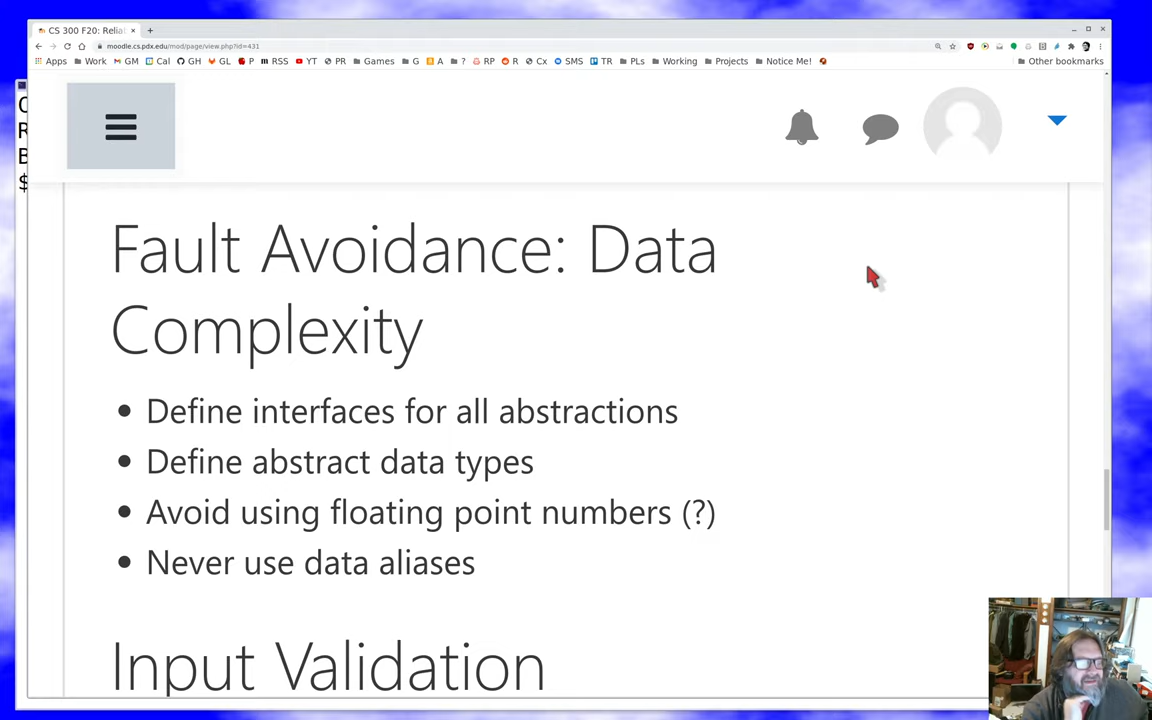 CS 300 F20: Relia
moodle.cs.pdx.edu/mod/page/view.php?id=431
Apps Work GM Cal GH GL P RSS YT PR Games G A ? RP R Cx SMS TR PLs Working Projects Notice Me! Other bookmarks
Fault Avoidance: Data
Complexity
• Define interfaces for all abstractions
• Define abstract data types
• Avoid using floating point numbers (?)
• Never use data aliases
Input Validation